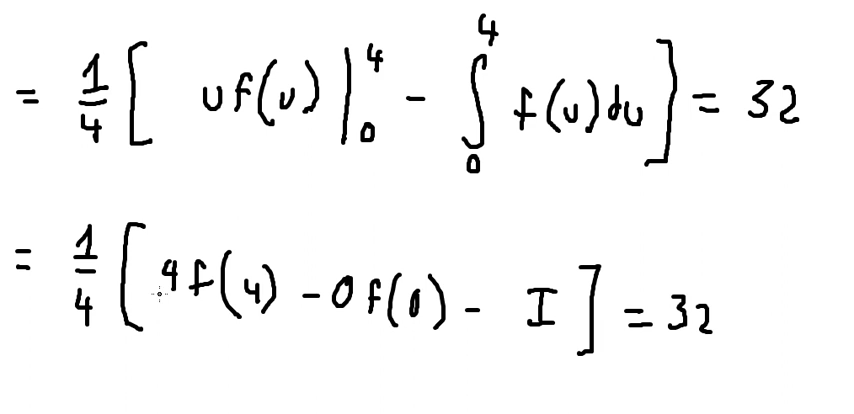 = 1/4 [ uf(u) |₀⁴ - ∫₀⁴ f(u)du ] = 32
= 1/4 [ 4f(4) - 0f(0) - I ] = 32